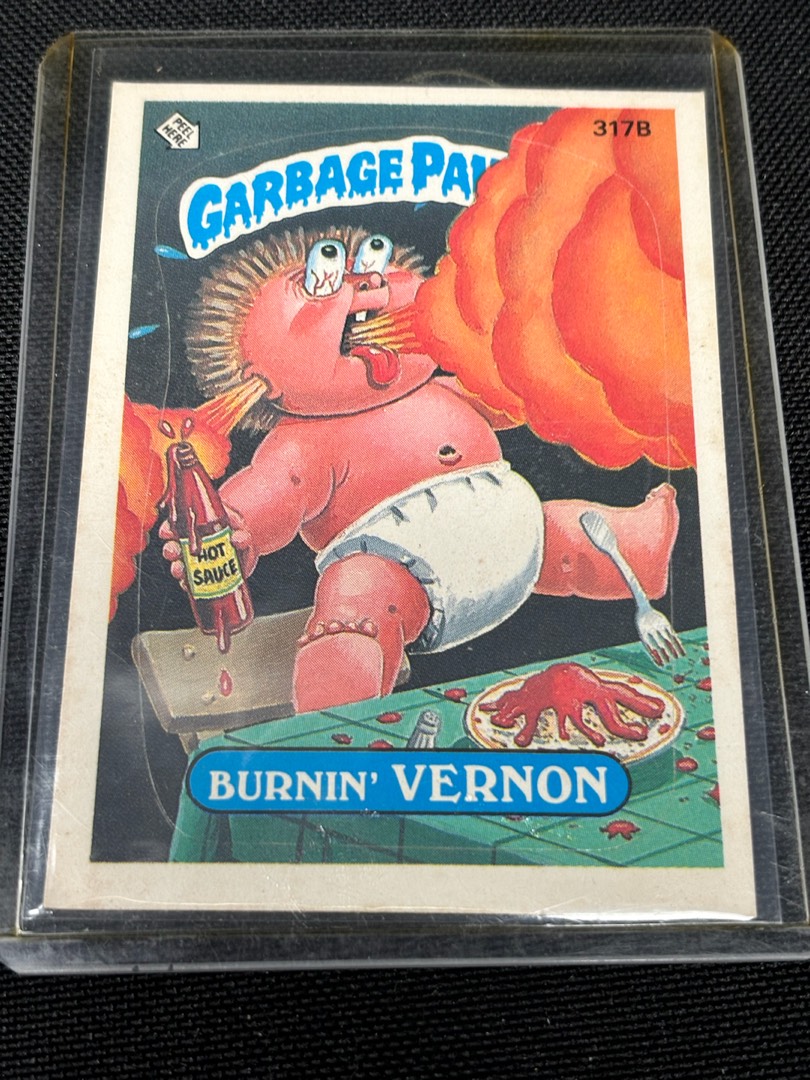 PEEL
HERE
317B
GARBAGE PAI
HOT
SAUCE
BURNIN' VERNON